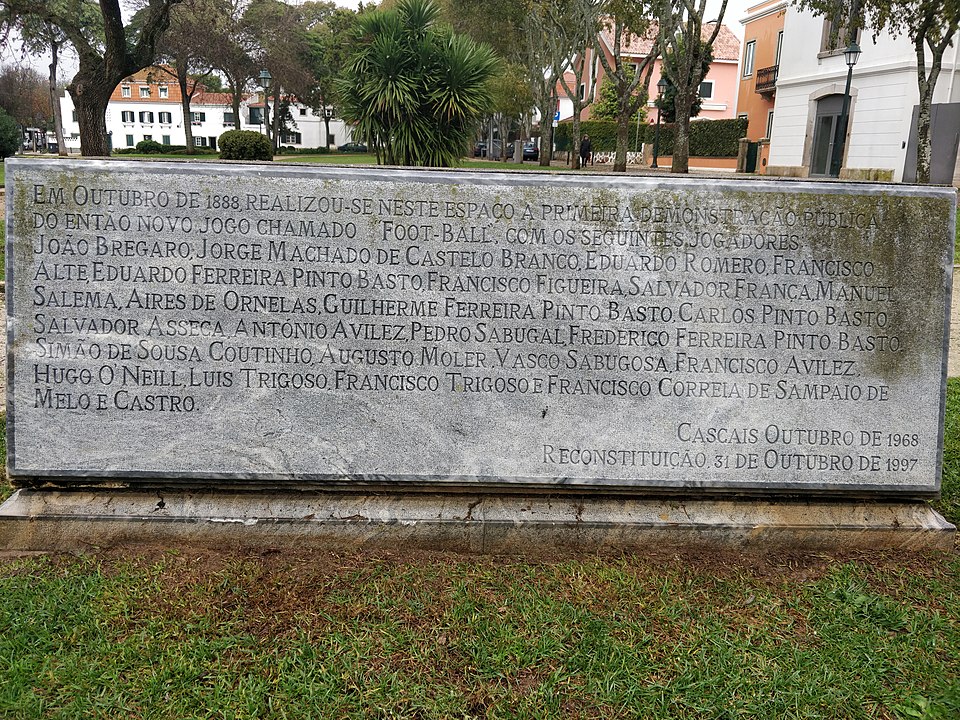 EM OUTUBRO DE 1888, REALIZOU-SE NESTE ESPAÇO A PRIMEIRA DEMONSTRAÇÃO PÚBLICA
DO ENTÃO NOVO JOGO CHAMADO FOOT-BALL, COM OS SEGUINTES JOGADORES:
JOÃO BREGARO, JORGE MACHADO DE CASTELO BRANCO, EDUARDO ROMERO, FRANCISCO
ALTE, EDUARDO FERREIRA PINTO BASTO, FRANCISCO FIGUEIRA, SALVADOR FRANÇA, MANUEL
SALEMA, AIRES DE ORNELAS, GUILHERME FERREIRA PINTO BASTO, CARLOS PINTO BASTO,
SALVADOR ASSECA, ANTÓNIO AVILEZ, PEDRO SABUGAL, FREDERICO FERREIRA PINTO BASTO,
SIMÃO DE SOUSA COUTINHO, AUGUSTO MOLER, VASCO SABUGOSA, FRANCISCO AVILEZ,
HUGO O'NEILL, LUIS TRIGOSO, FRANCISCO TRIGOSO E FRANCISCO CORREIA DE SAMPAIO DE
MELO E CASTRO.
CASCAIS OUTUBRO DE 1968
RECONSTITUIÇÃO, 31 DE OUTUBRO DE 1997